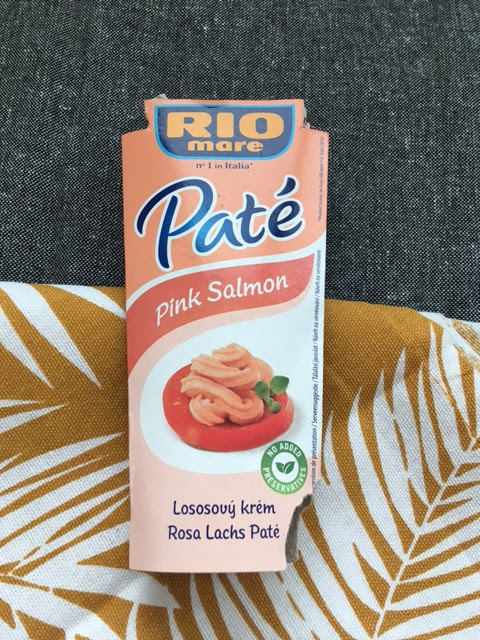 RIO
mare
n° 1 in Italia*
Paté
Pink Salmon
NO ADDED
PRESERVATIVES
Lososový krém
Rosa Lachs Paté